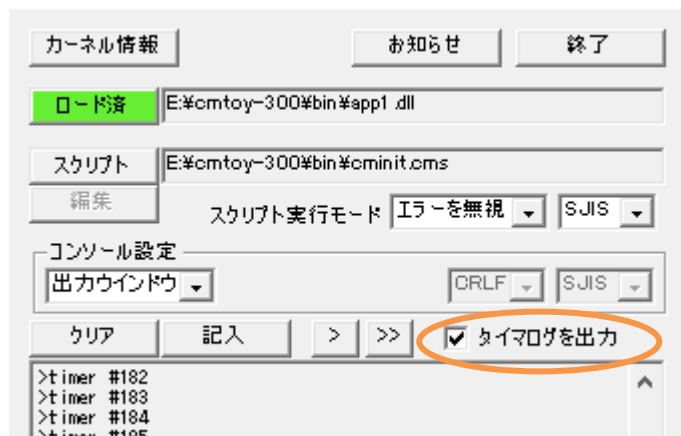 カーネル情報 お知らせ 終了
ロード済 E:¥cmtoy-300¥bin¥app1.dll
スクリプト E:¥cmtoy-300¥bin¥cminit.cms
編集 スクリプト実行モード エラーを無視 SJIS
コンソール設定
出力ウインドウ CRLF SJIS
クリア 記入 > >> タイマログを出力
>timer #182
>timer #183
>timer #184
>timer #185